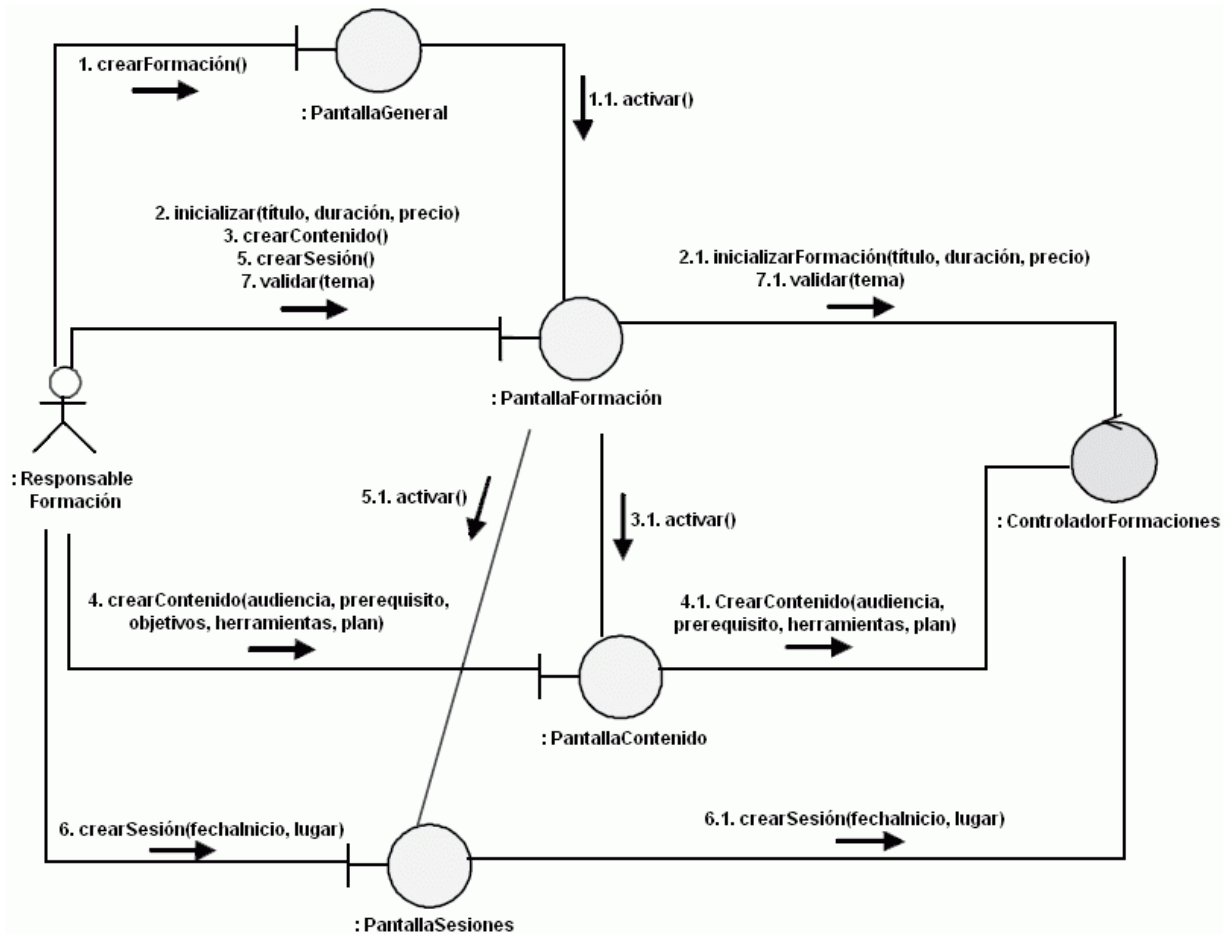 1. crearFormación()
: PantallaGeneral
1.1. activar()
2. inicializar(título, duración, precio)
3. crearContenido()
5. crearSesión()
7. validar(tema)
2.1. inicializarFormación(título, duración, precio)
7.1. validar(tema)
: PantallaFormación
: Responsable
Formación
5.1. activar()
3.1. activar()
: ControladorFormaciones
4. crearContenido(audiencia, prerequisito,
objetivos, herramientas, plan)
4.1. CrearContenido(audiencia,
prerequisito, herramientas, plan)
: PantallaContenido
6. crearSesión(fechaInicio, lugar)
6.1. crearSesión(fechaInicio, lugar)
: PantallaSesiones